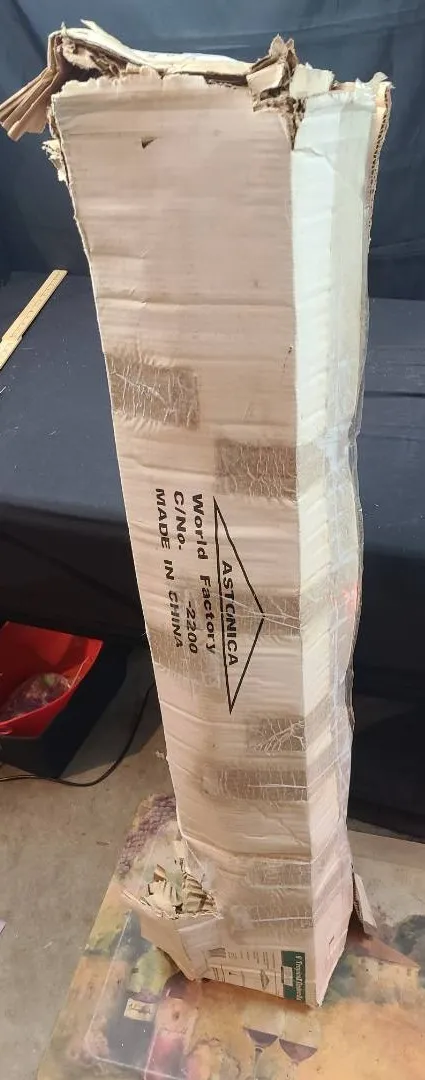 ASTONICA
World Factory
C/No. -2200
MADE IN CHINA